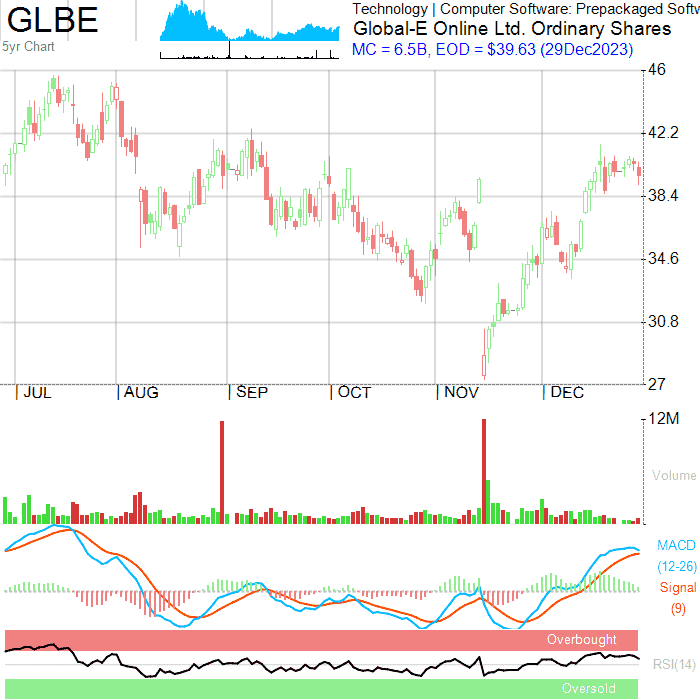 GLBE
5yr Chart
Technology | Computer Software: Prepackaged Softw
Global-E Online Ltd. Ordinary Shares
MC = 6.5B, EOD = $39.63 (29Dec2023)
46
42.2
38.4
34.6
30.8
27
|JUL |AUG |SEP |OCT |NOV |DEC
12M
Volume
MACD
(12-26)
Signal
(9)
Overbought
RSI(14)
Oversold